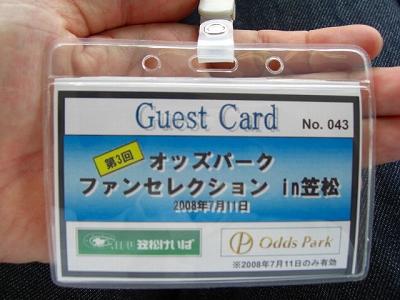 Guest Card
No. 043
第3回
オッズパーク
ファンセレクション in笠松
2008年7月11日
笠松けいば
P Odds Park
※2008年7月11日のみ有効